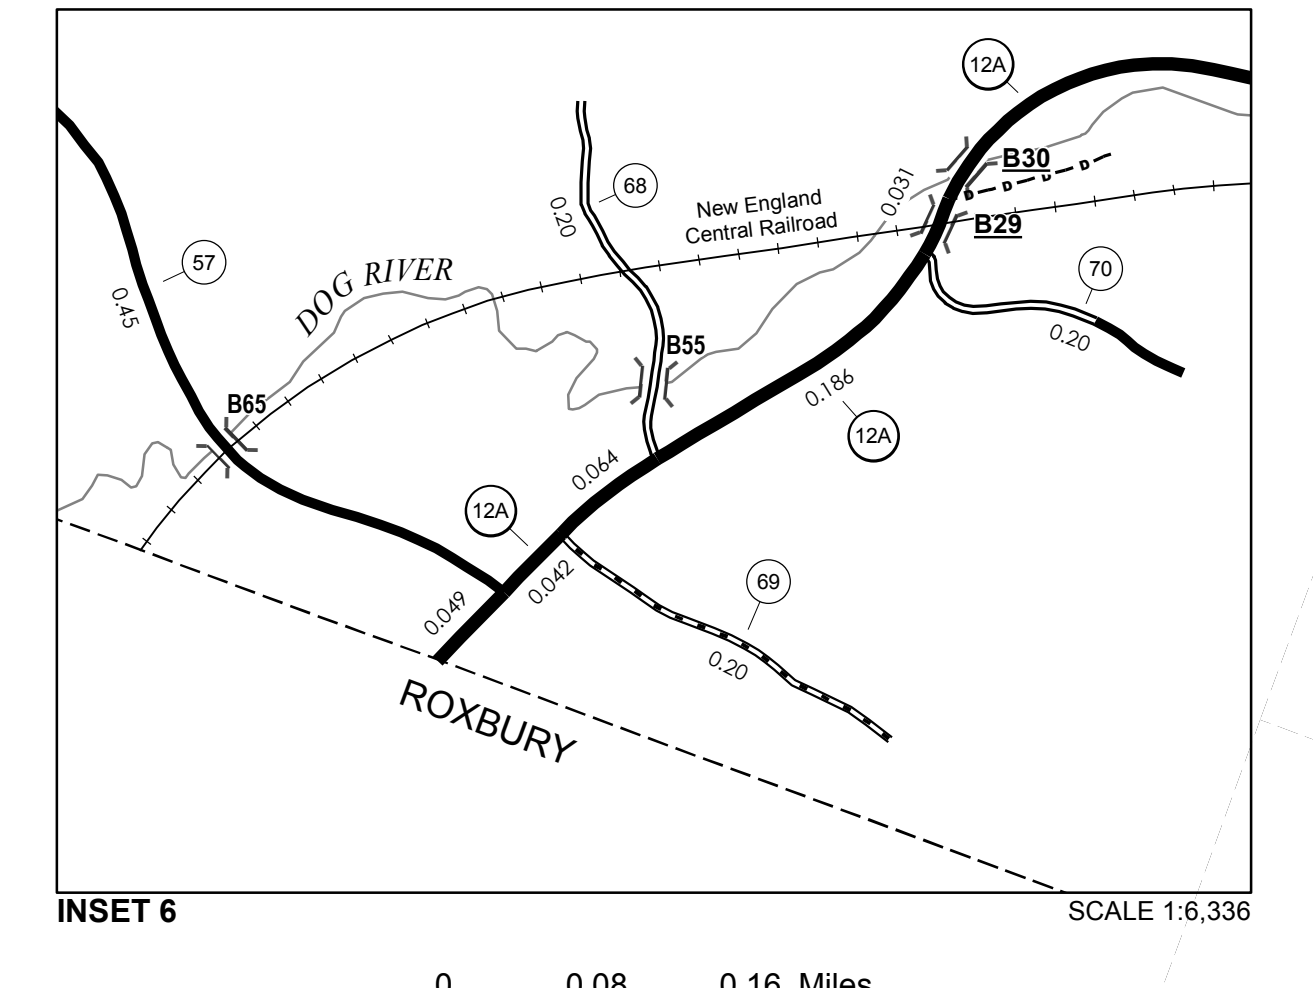 12A
B30
D D D D
0.031
B29
68
0.20
New England
Central Railroad
57
0.45
DOG RIVER
70
0.20
B55
B65
0.186
12A
0.064
12A
0.042
0.049
69
0.20
ROXBURY
INSET 6
SCALE 1:6,336
0 0.08 0.16 Miles